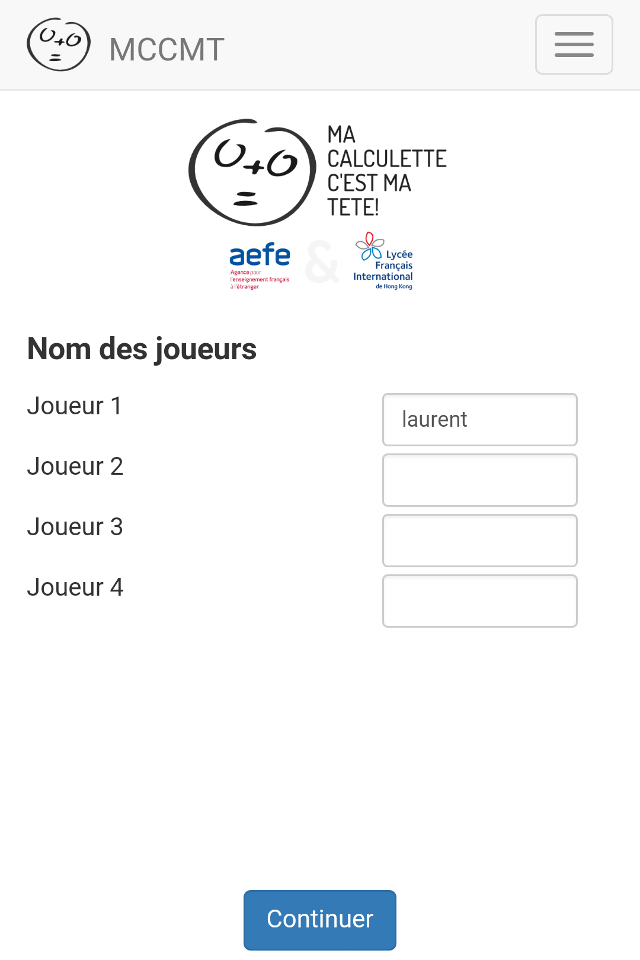 MCCMT
MA
CALCULETTE
C'EST MA
TETE!
aefe
Agence pour
l'enseignement français
à l'étranger
&
Lycée
Français
International
de Hong Kong
Nom des joueurs
Joueur 1
laurent
Joueur 2
Joueur 3
Joueur 4
Continuer